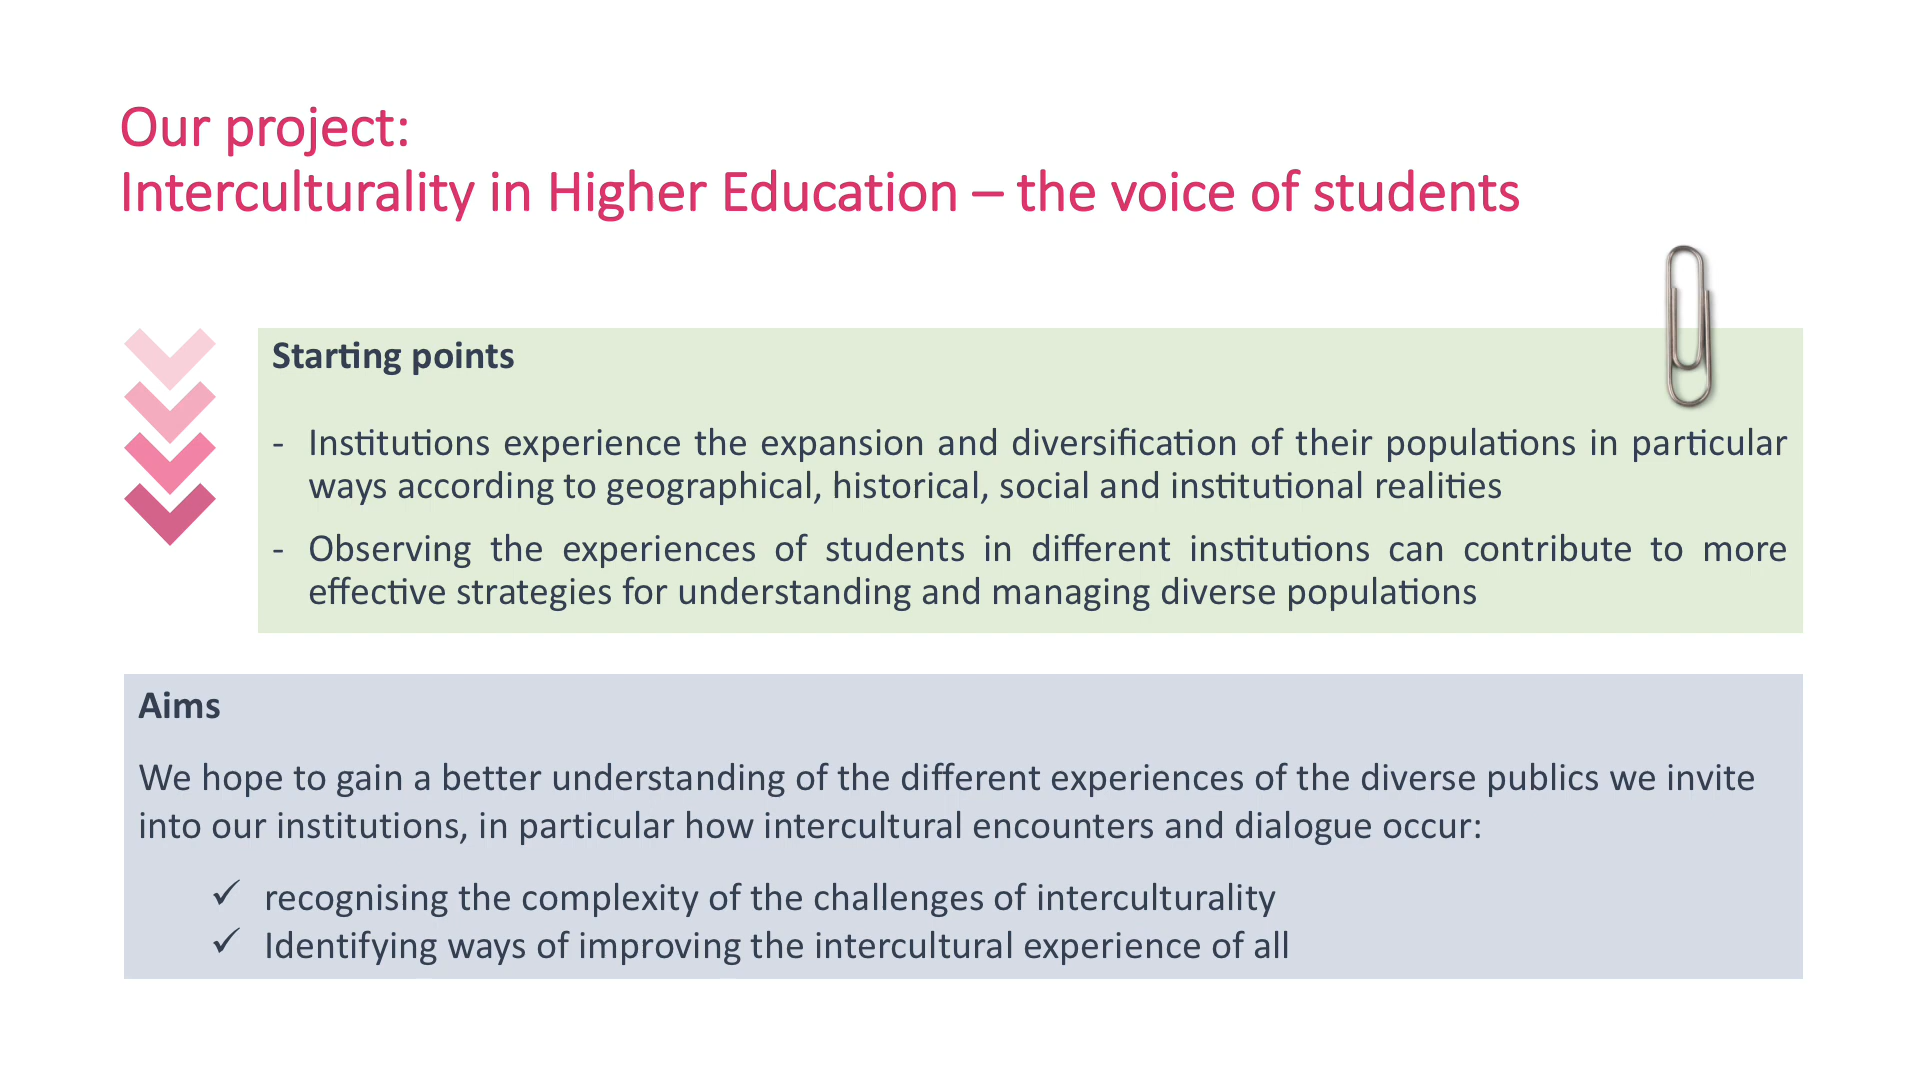 Our project:
Interculturality in Higher Education – the voice of students
Starting points
- Institutions experience the expansion and diversification of their populations in particular
ways according to geographical, historical, social and institutional realities
- Observing the experiences of students in different institutions can contribute to more
effective strategies for understanding and managing diverse populations
Aims
We hope to gain a better understanding of the different experiences of the diverse publics we invite
into our institutions, in particular how intercultural encounters and dialogue occur:
✓ recognising the complexity of the challenges of interculturality
✓ Identifying ways of improving the intercultural experience of all